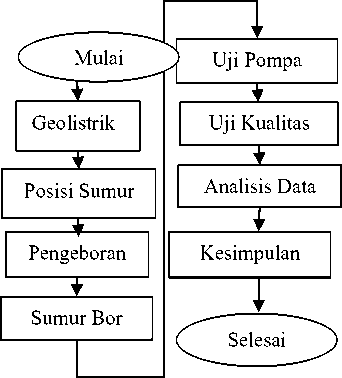 Mulai
Geolistrik
Posisi Sumur
Pengeboran
Sumur Bor
Uji Pompa
Uji Kualitas
Analisis Data
Kesimpulan
Selesai